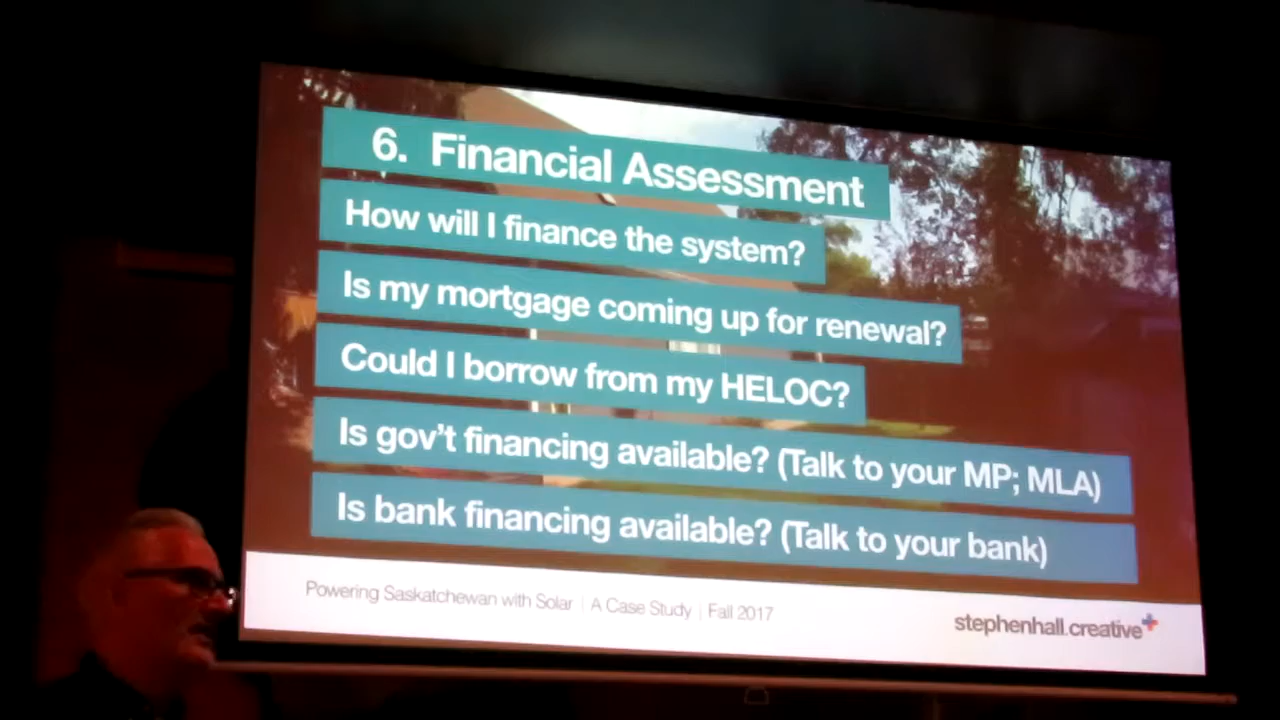 6. Financial Assessment
How will I finance the system?
Is my mortgage coming up for renewal?
Could I borrow from my HELOC?
Is gov't financing available? (Talk to your MP; MLA)
Is bank financing available? (Talk to your bank)
Powering Saskatchewan with Solar | A Case Study | Fall 2017
stephenhall.creative+